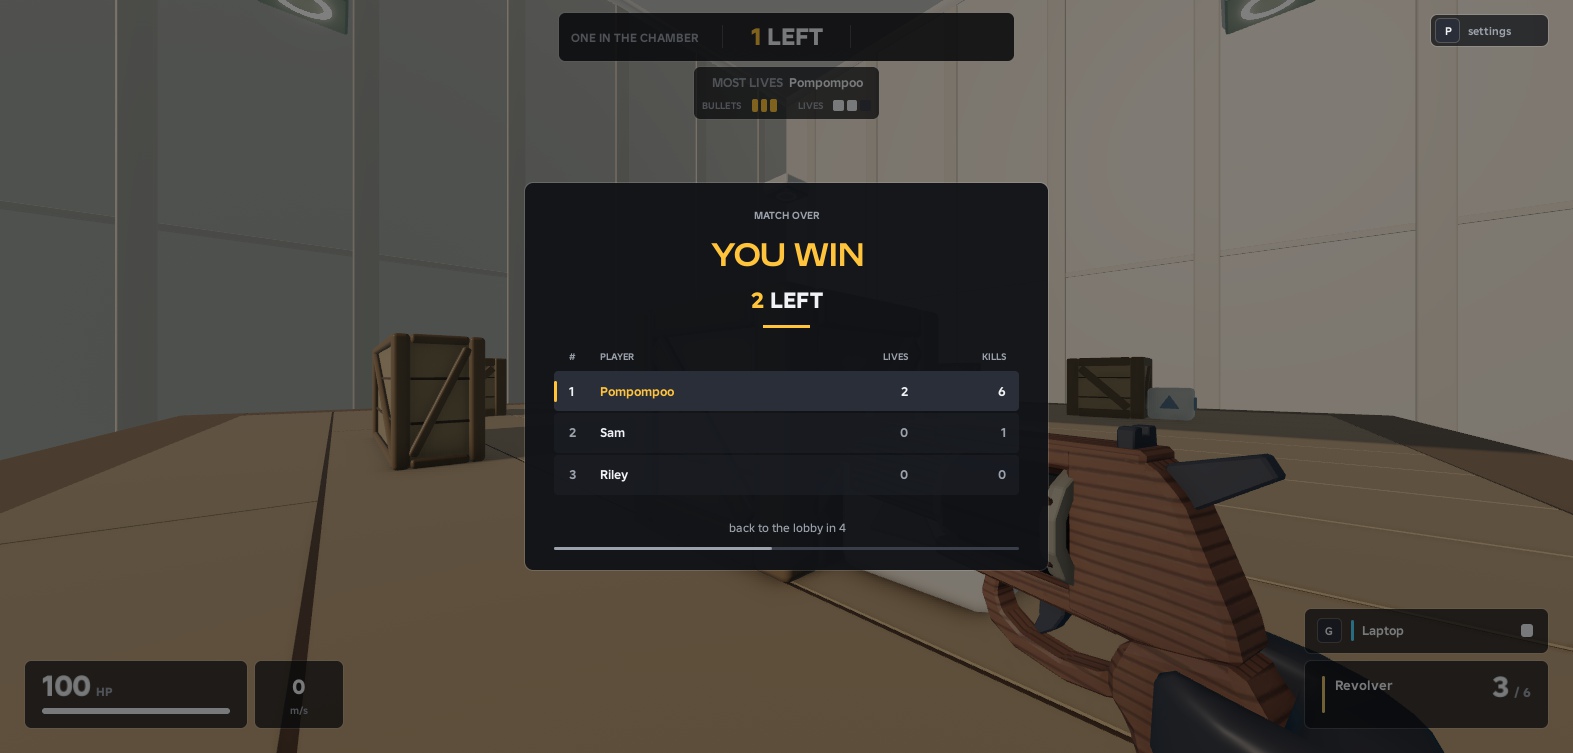 ONE IN THE CHAMBER 1 LEFT
P settings
MOST LIVES Pompompoo
BULLETS LIVES
MATCH OVER
YOU WIN
2 LEFT
# PLAYER LIVES KILLS
1 Pompompoo 2 6
2 Sam 0 1
3 Riley 0 0
back to the lobby in 4
100 HP
0
m/s
G Laptop
Revolver 3 / 6